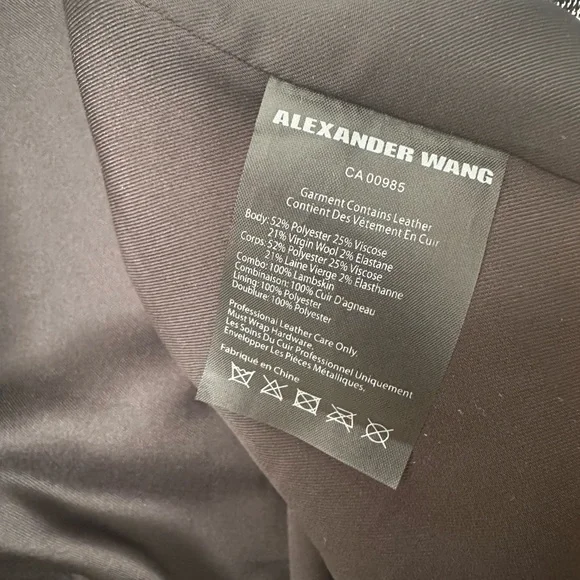 ALEXANDER WANG
CA 00985
Garment Contains Leather
Contient Des Vêtement En Cuir
Body: 52% Polyester 25% Viscose
21% Virgin Wool 2% Elastane
Corps: 52% Polyester 25% Viscose
21% Laine Vierge 2% Elasthanne
Combo: 100% Lambskin
Combinaison: 100% Cuir D'agneau
Lining: 100% Polyester
Doublure: 100% Polyester
Professional Leather Care Only.
Must Wrap Hardware.
Les Soins Du Cuir Professionnel Uniquement
Envelopper Les Pièces Métalliques.
Fabriqué en Chine